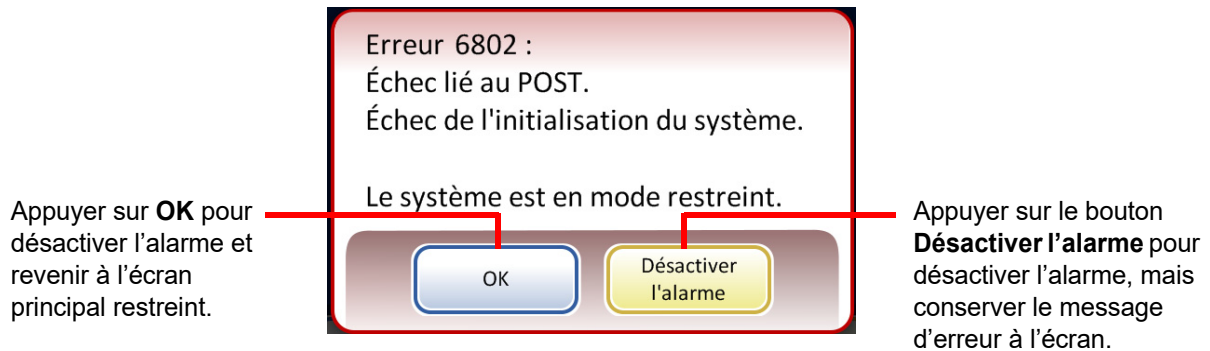 Erreur 6802 :
Échec lié au POST.
Échec de l'initialisation du système.
Le système est en mode restreint.
OK
Désactiver
l'alarme
Appuyer sur OK pour
désactiver l’alarme et
revenir à l’écran
principal restreint.
Appuyer sur le bouton
Désactiver l’alarme pour
désactiver l’alarme, mais
conserver le message
d’erreur à l’écran.